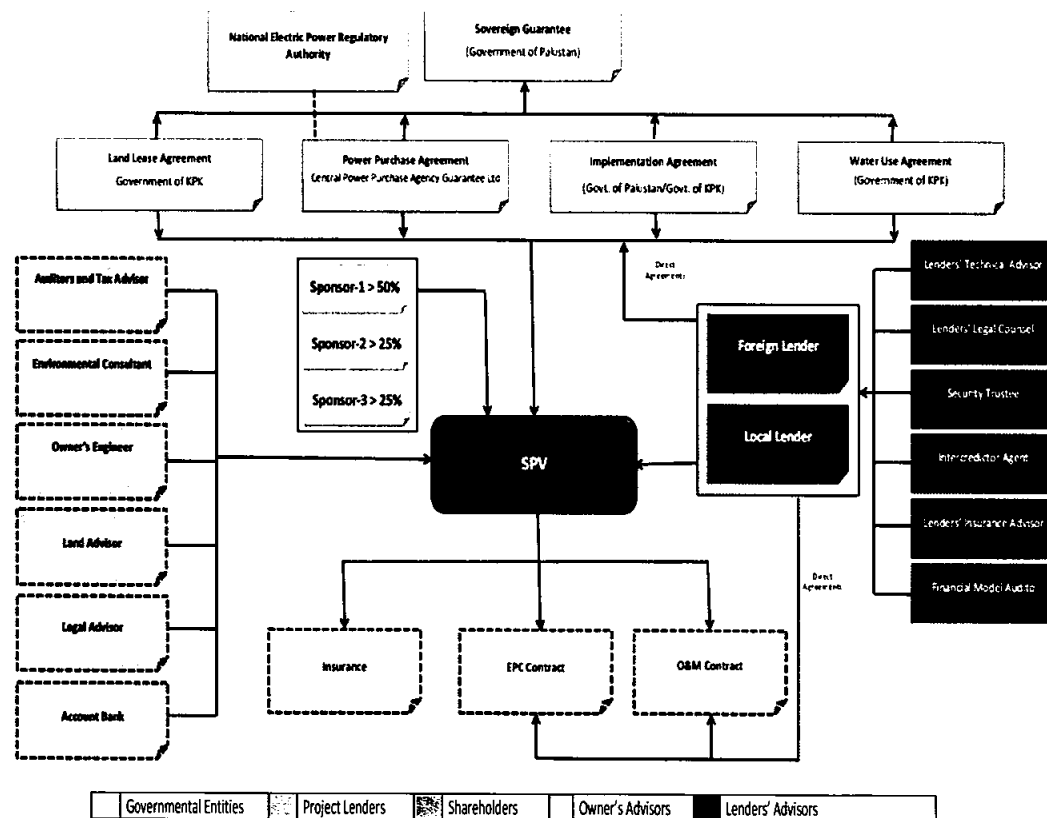 National Electric Power Regulatory
Authority
Sovereign Guarantee
(Government of Pakistan)
Land Lease Agreement
Government of KPK
Power Purchase Agreement
Central Power Purchase Agency Guarantee Ltd
Implementation Agreement
(Govt. of Pakistan/Govt. of KPK)
Water Use Agreement
(Government of KPK)
Auditors and Tax Advisor
Environmental Consultant
Owner's Engineer
Land Advisor
Legal Advisor
Account Bank
Sponsor-1 > 50%
Sponsor-2 > 25%
Sponsor-3 > 25%
Direct
Agreements
Foreign Lender
Local Lender
SPV
Lenders' Technical Advisor
Lenders' Legal Counsel
Security Trustee
Intercreditor Agent
Lenders' Insurance Advisor
Financial Model Auditor
Direct
Agreements
Insurance
EPC Contract
O&M Contract
Governmental Entities
Project Lenders
Shareholders
Owner's Advisors
Lenders' Advisors